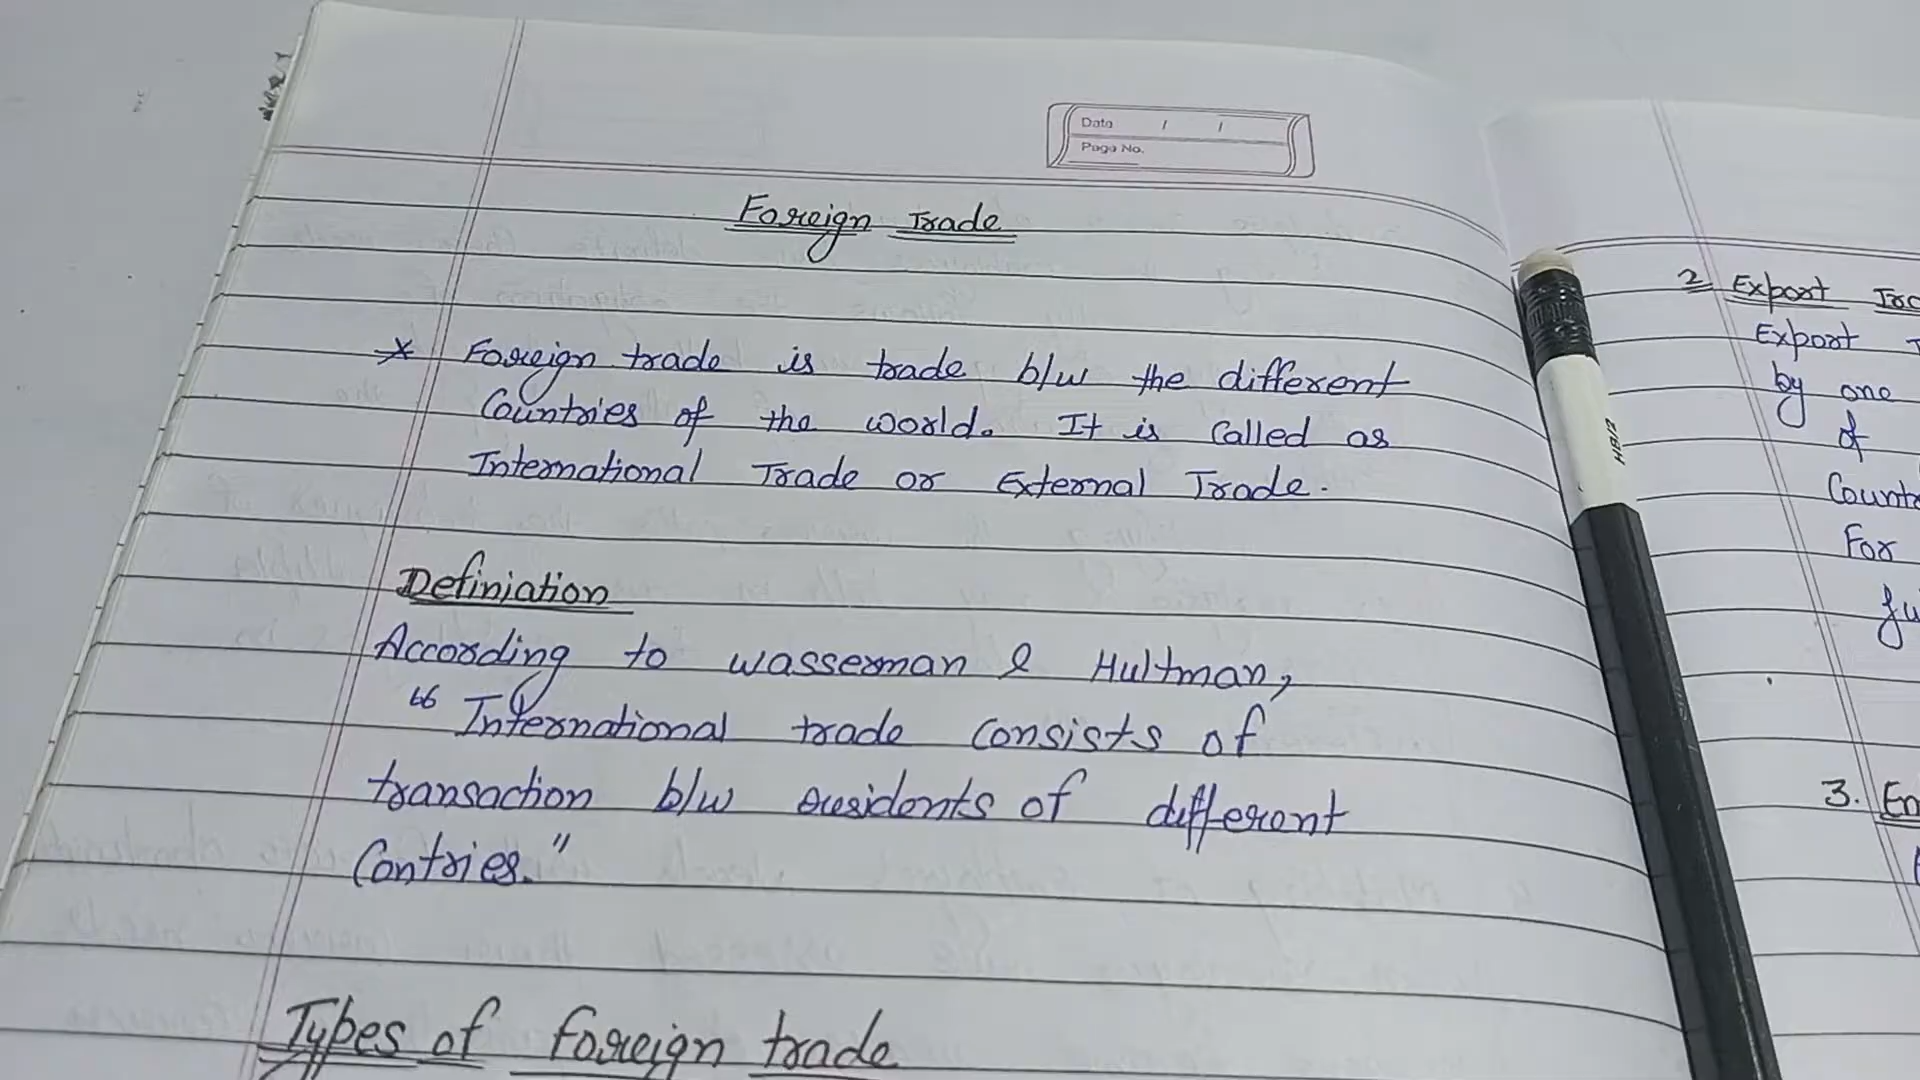 Data / /
Page No.
Foreign Trade
* Foreign trade is trade b/w the different
Countries of the world. It is Called as
International Trade or External Trade.
Definiation
According to wasserman & Hultman,
" International trade consists of
transaction b/w residents of different
Contries."
Types of foreign trade
2 Export
Export
by one
of
For
3.
HB/2